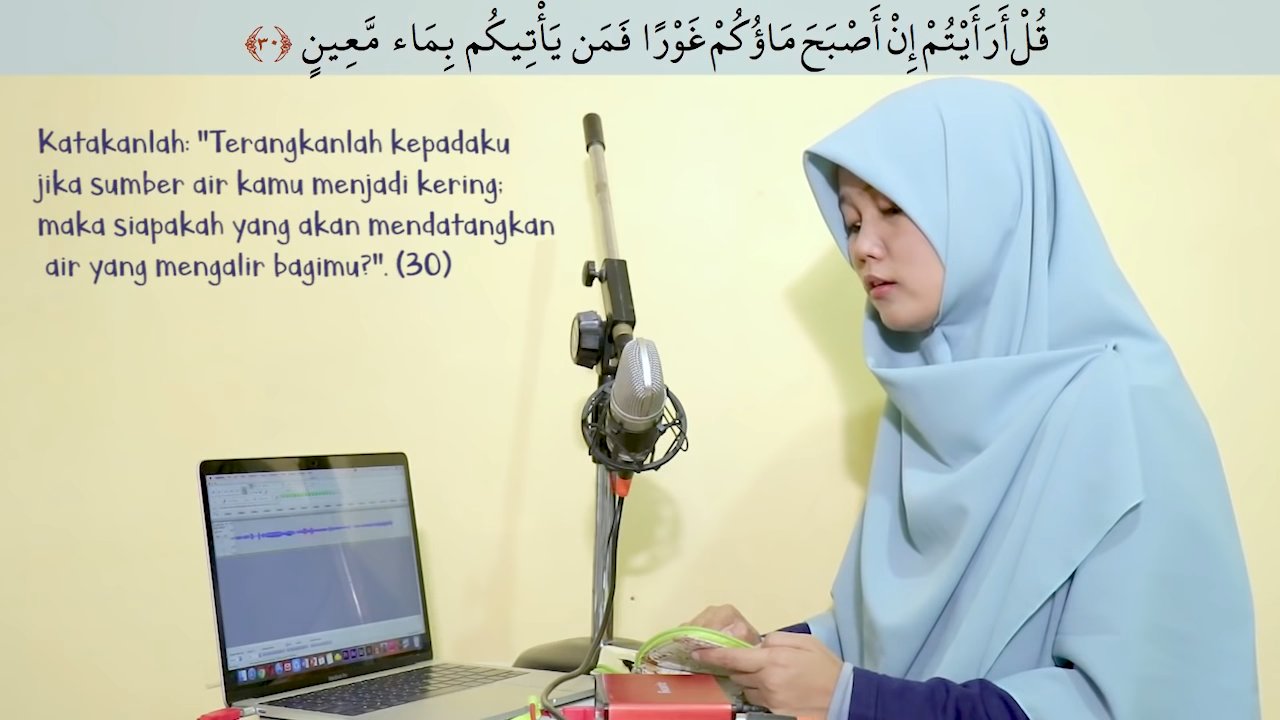 قُلْ أَرَأَيْتُمْ إِنْ أَصْبَحَ مَاؤُكُمْ غَوْرًا فَمَن يَأْتِيكُم بِمَاء مَّعِينٍ ﴿٣٠﴾
Katakanlah: "Terangkanlah kepadaku
jika sumber air kamu menjadi kering;
maka siapakah yang akan mendatangkan
air yang mengalir bagimu?". (30)